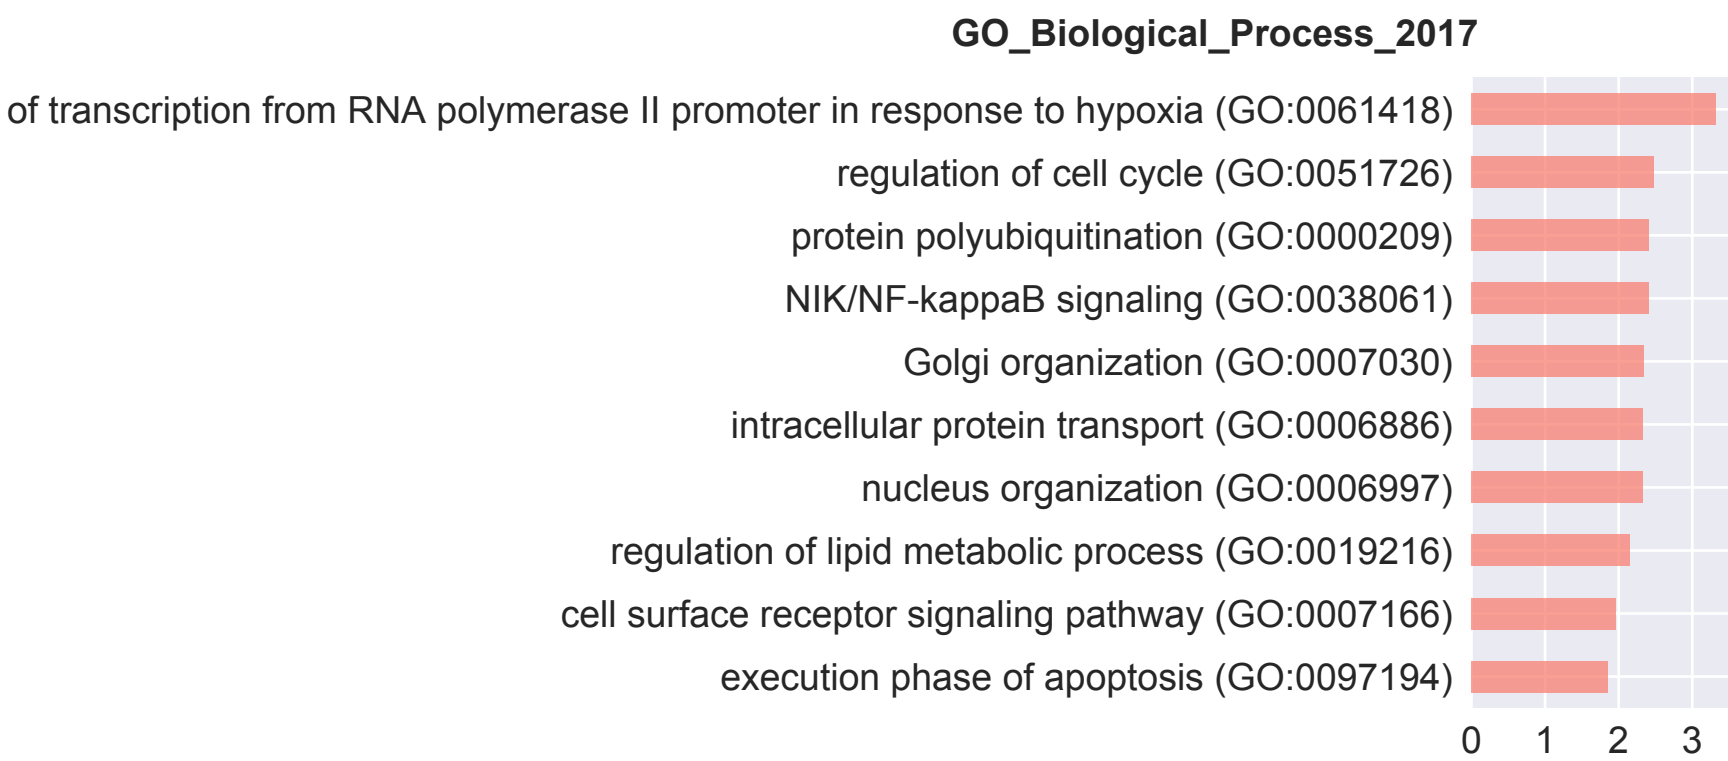 GO_Biological_Process_2017
of transcription from RNA polymerase II promoter in response to hypoxia (GO:0061418)
regulation of cell cycle (GO:0051726)
protein polyubiquitination (GO:0000209)
NIK/NF-kappaB signaling (GO:0038061)
Golgi organization (GO:0007030)
intracellular protein transport (GO:0006886)
nucleus organization (GO:0006997)
regulation of lipid metabolic process (GO:0019216)
cell surface receptor signaling pathway (GO:0007166)
execution phase of apoptosis (GO:0097194)
0 1 2 3